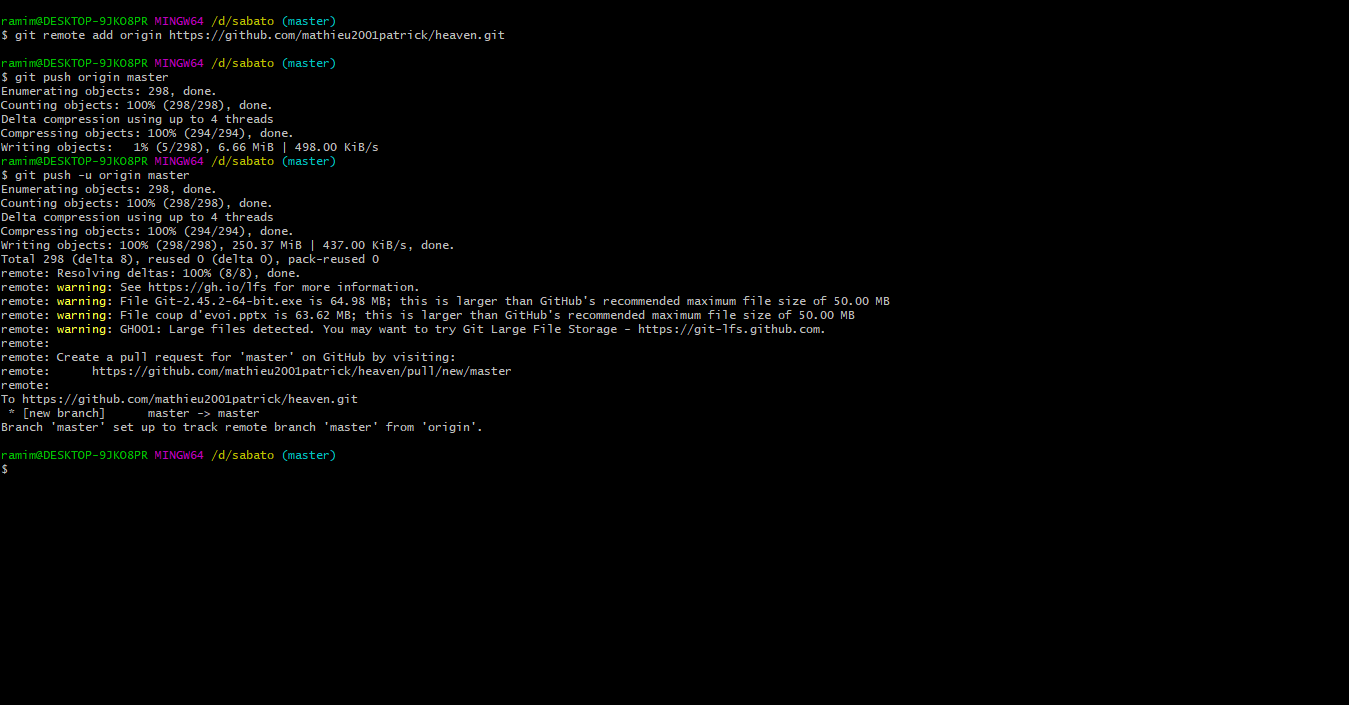 ramim@DESKTOP-9JKO8PR MINGW64 /d/sabato (master)
$ git remote add origin https://github.com/mathieu2001patrick/heaven.git
ramim@DESKTOP-9JKO8PR MINGW64 /d/sabato (master)
$ git push origin master
Enumerating objects: 298, done.
Counting objects: 100% (298/298), done.
Delta compression using up to 4 threads
Compressing objects: 100% (294/294), done.
Writing objects:   1% (5/298), 6.66 MiB | 498.00 KiB/s
ramim@DESKTOP-9JKO8PR MINGW64 /d/sabato (master)
$ git push -u origin master
Enumerating objects: 298, done.
Counting objects: 100% (298/298), done.
Delta compression using up to 4 threads
Compressing objects: 100% (294/294), done.
Writing objects: 100% (298/298), 250.37 MiB | 437.00 KiB/s, done.
Total 298 (delta 8), reused 0 (delta 0), pack-reused 0
remote: Resolving deltas: 100% (8/8), done.
remote: warning: See https://gh.io/lfs for more information.
remote: warning: File Git-2.45.2-64-bit.exe is 64.98 MB; this is larger than GitHub's recommended maximum file size of 50.00 MB
remote: warning: File coup d'evoi.pptx is 63.62 MB; this is larger than GitHub's recommended maximum file size of 50.00 MB
remote: warning: GH001: Large files detected. You may want to try Git Large File Storage - https://git-lfs.github.com.
remote:
remote: Create a pull request for 'master' on GitHub by visiting:
remote:      https://github.com/mathieu2001patrick/heaven/pull/new/master
remote:
To https://github.com/mathieu2001patrick/heaven.git
 * [new branch]      master -> master
Branch 'master' set up to track remote branch 'master' from 'origin'.
ramim@DESKTOP-9JKO8PR MINGW64 /d/sabato (master)
$